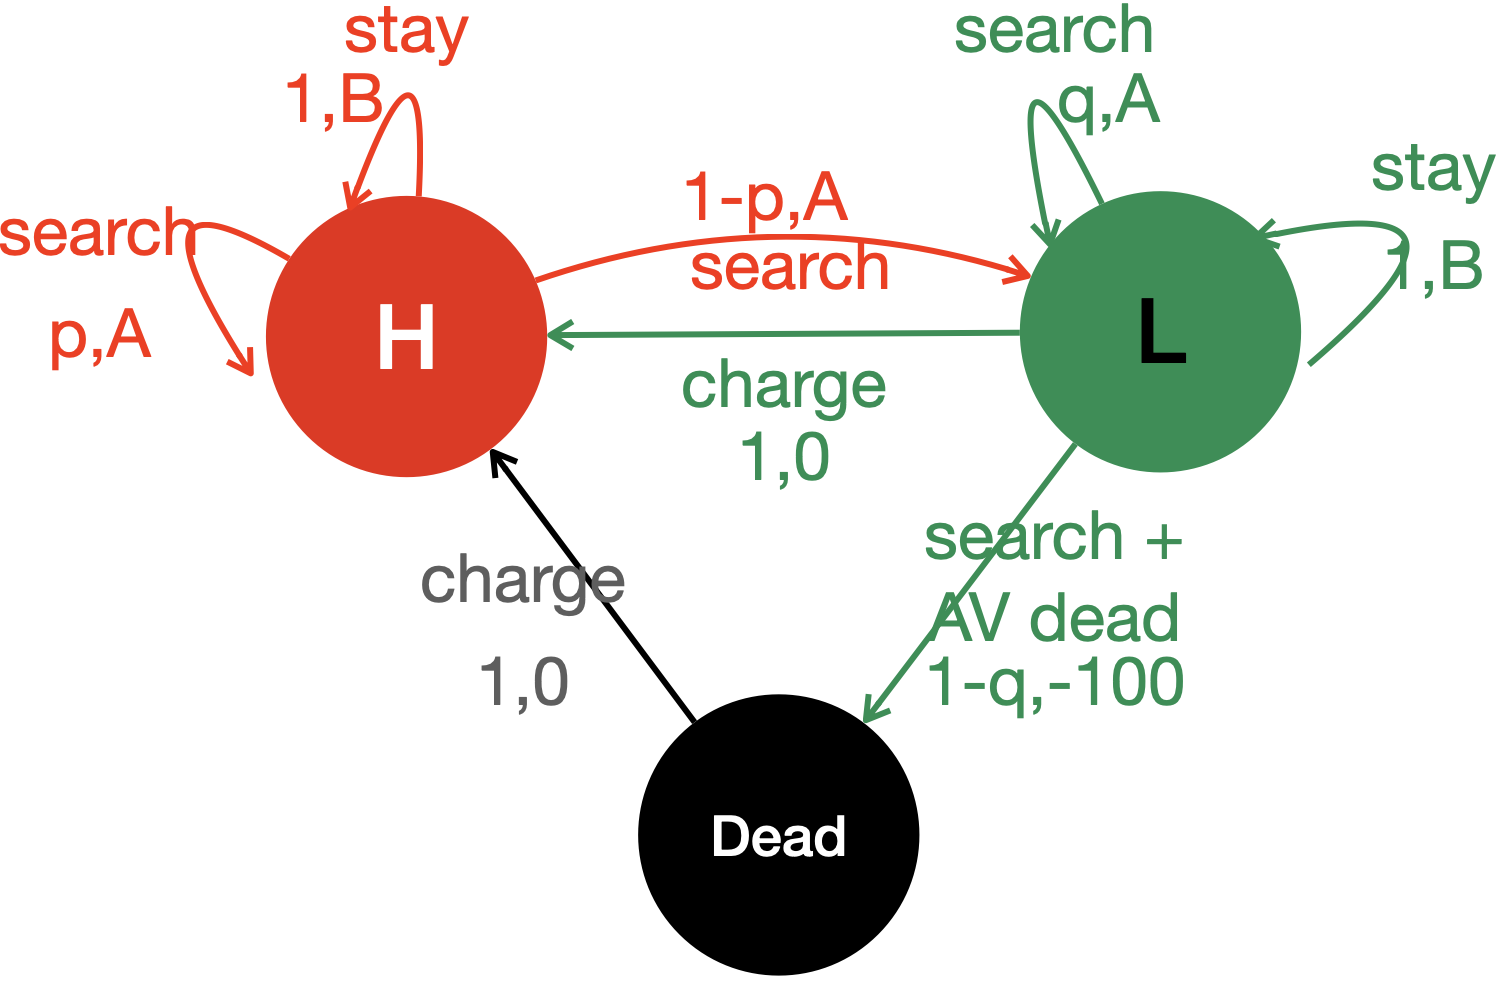 stay
1,B
search
p,A
H
1-p,A
search
search
q,A
stay
1,B
L
charge
1,0
charge
1,0
search +
AV dead
1-q,-100
Dead